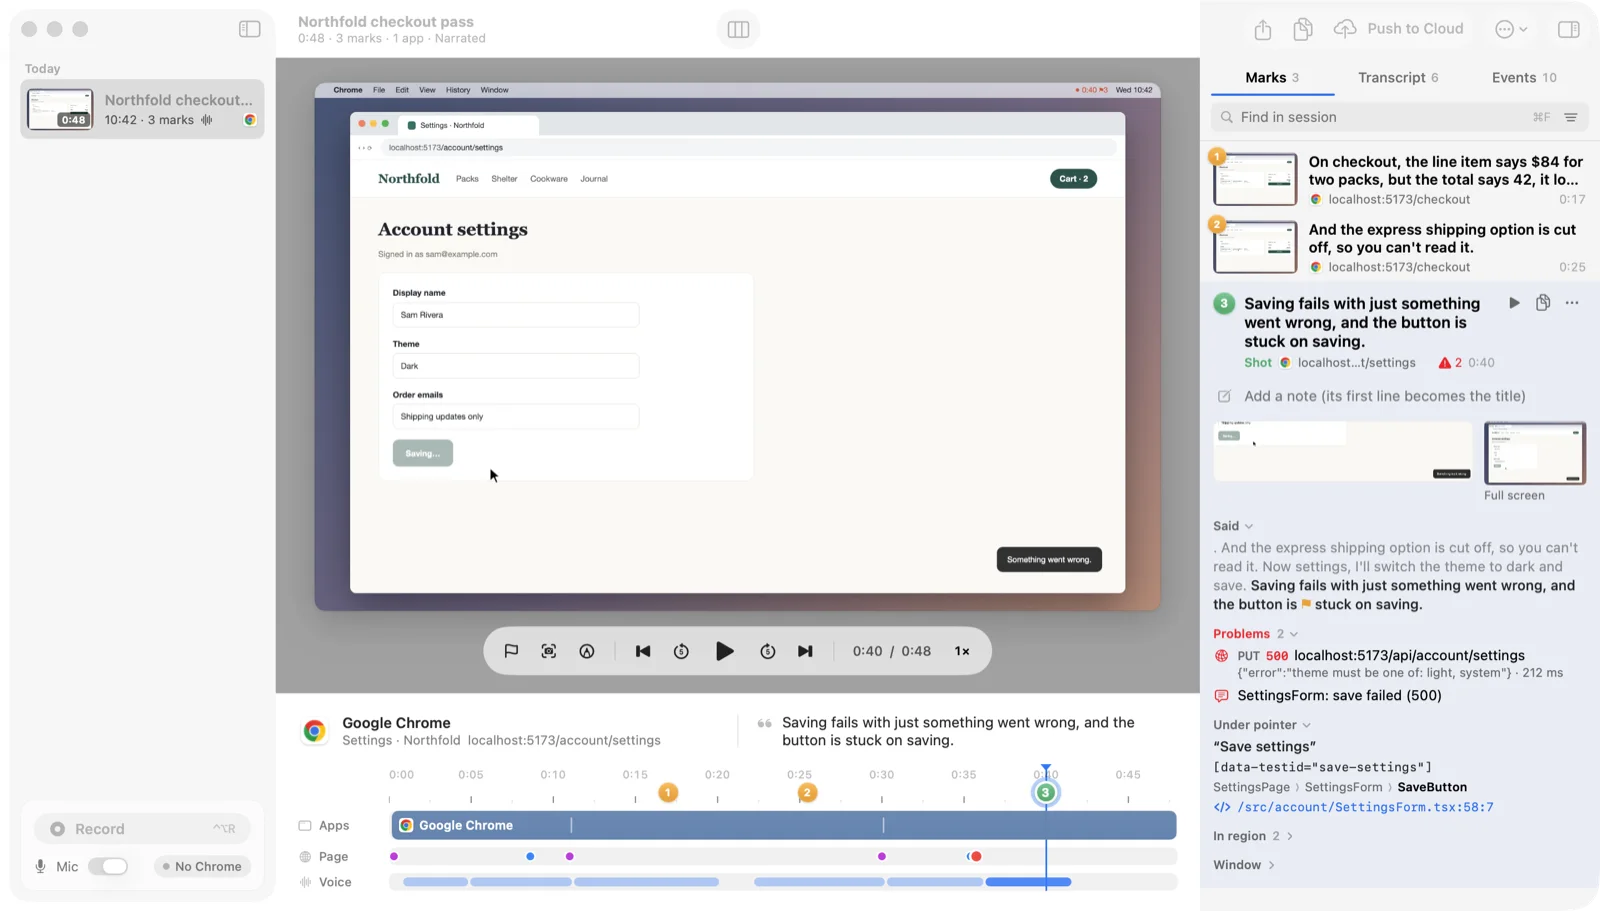 Today
Northfold checkout...
10:42 · 3 marks
0:48
Record
⌃⌥R
Mic
No Chrome
Northfold checkout pass
0:48 · 3 marks · 1 app · Narrated
Chrome File Edit View History Window
0:40 3 Wed 10:42
Settings - Northfold
localhost:5173/account/settings
Northfold
Packs Shelter Cookware Journal
Cart · 2
Account settings
Signed in as sam@example.com
Display name
Sam Rivera
Theme
Dark
Order emails
Shipping updates only
Saving...
Something went wrong.
5
5
0:40 / 0:48
1×
Google Chrome
Settings · Northfold localhost:5173/account/settings
Saving fails with just something went wrong, and the
button is stuck on saving.
0:00 0:05 0:10 0:15 0:20 0:25 0:30 0:35 0:40 0:45
1 2 3
Apps
Google Chrome
Page
Voice
Push to Cloud
Marks 3
Transcript 6
Events 10
Find in session
⌘F
1
On checkout, the line item says $84 for
two packs, but the total says 42, it lo...
localhost:5173/checkout
0:17
2
And the express shipping option is cut
off, so you can't read it.
localhost:5173/checkout
0:25
3
Saving fails with just something
went wrong, and the button is
stuck on saving.
Shot localhost...t/settings 2 0:40
Add a note (its first line becomes the title)
Full screen
Said
. And the express shipping option is cut off, so you can't
read it. Now settings, I'll switch the theme to dark and
save. Saving fails with just something went wrong, and
the button is stuck on saving.
Problems 2
PUT 500 localhost:5173/api/account/settings
{"error":"theme must be one of: light, system"} · 212 ms
SettingsForm: save failed (500)
Under pointer
“Save settings”
[data-testid="save-settings"]
SettingsPage › SettingsForm › SaveButton
</> /src/account/SettingsForm.tsx:58:7
In region 2
Window